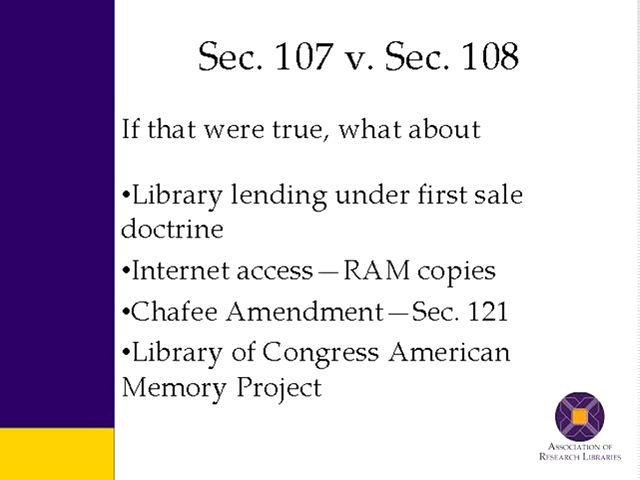 Sec. 107 v. Sec. 108
If that were true, what about
•Library lending under first sale
doctrine
•Internet access—RAM copies
•Chafee Amendment—Sec. 121
•Library of Congress American
Memory Project
ASSOCIATION OF
RESEARCH LIBRARIES